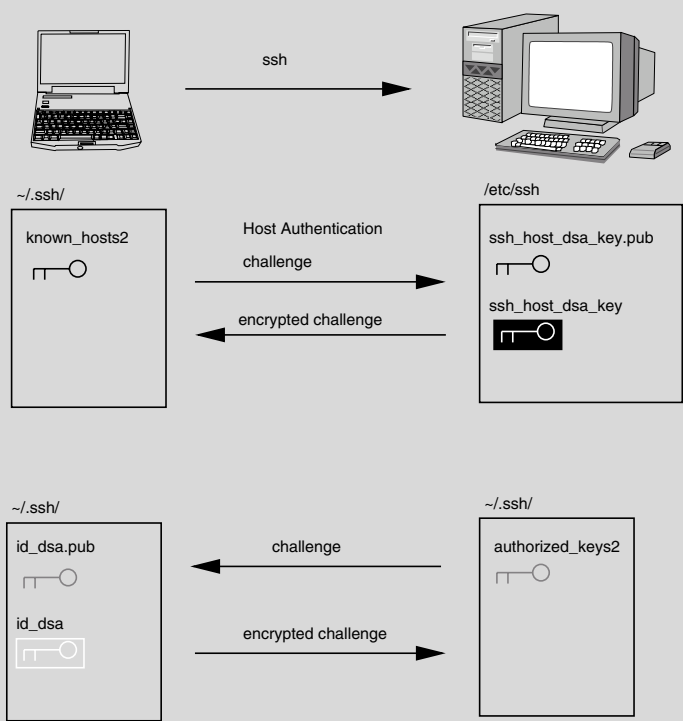 ssh
~/.ssh/
/etc/ssh
known_hosts2
Host Authentication
ssh_host_dsa_key.pub
challenge
ssh_host_dsa_key
encrypted challenge
~/.ssh/
~/.ssh/
id_dsa.pub
challenge
authorized_keys2
id_dsa
encrypted challenge